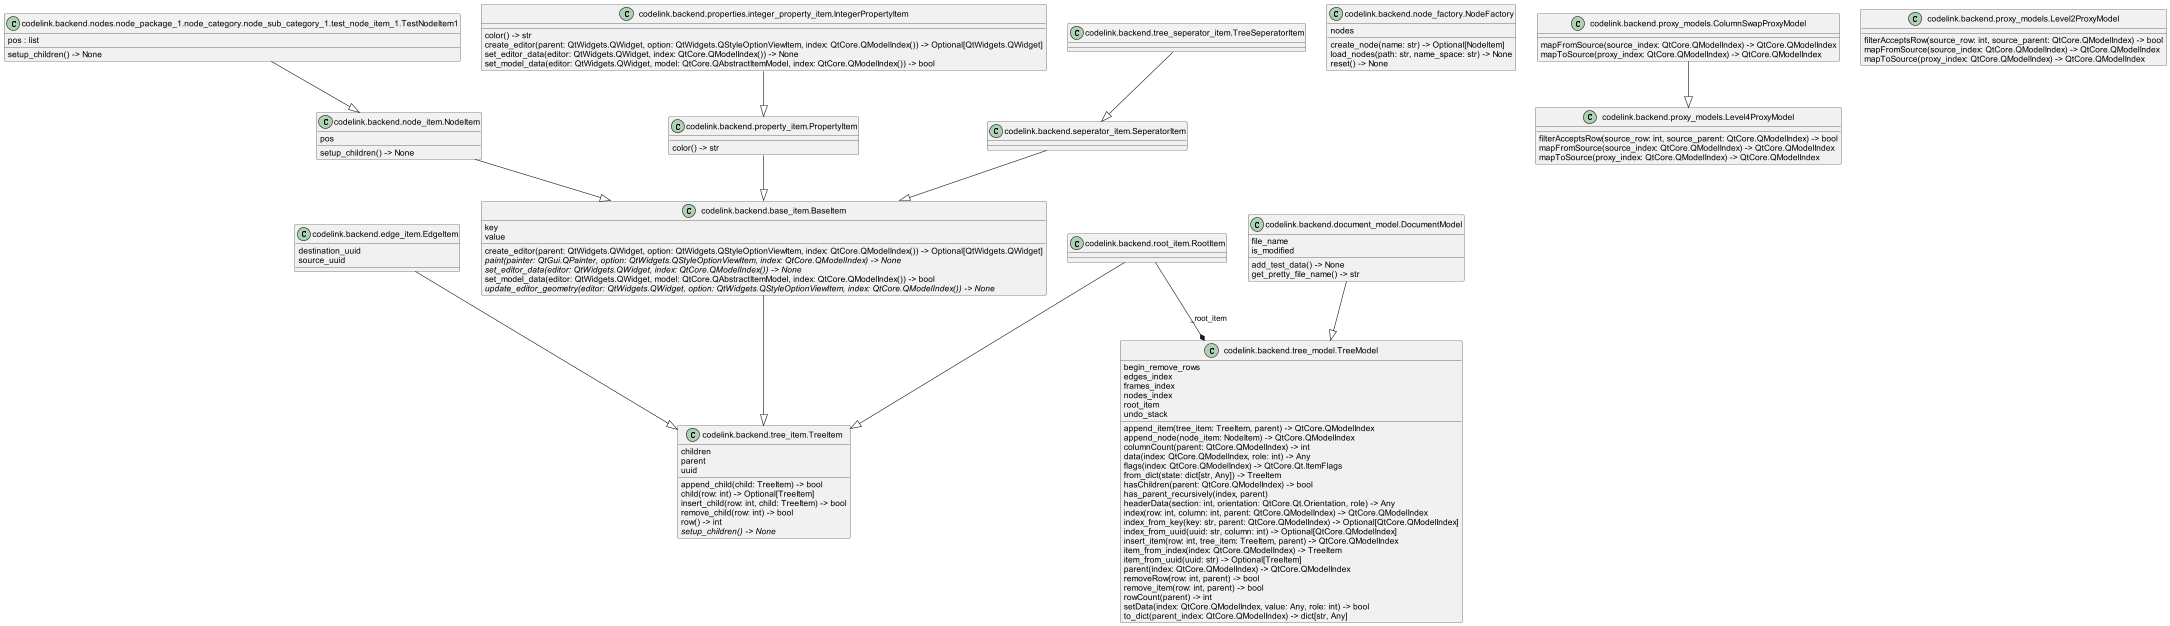 codelink.backend.nodes.node_package_1.node_category.node_sub_category_1.test_node_item_1.TestNodeItem1
pos : list
setup_children() -> None
codelink.backend.properties.integer_property_item.IntegerPropertyItem
color() -> str
create_editor(parent: QtWidgets.QWidget, option: QtWidgets.QStyleOptionViewItem, index: QtCore.QModelIndex()) -> Optional[QtWidgets.QWidget]
set_editor_data(editor: QtWidgets.QWidget, index: QtCore.QModelIndex()) -> None
set_model_data(editor: QtWidgets.QWidget, model: QtCore.QAbstractItemModel, index: QtCore.QModelIndex()) -> bool
codelink.backend.tree_seperator_item.TreeSeperatorItem
codelink.backend.node_factory.NodeFactory
nodes
create_node(name: str) -> Optional[NodeItem]
load_nodes(path: str, name_space: str) -> None
reset() -> None
codelink.backend.proxy_models.ColumnSwapProxyModel
mapFromSource(source_index: QtCore.QModelIndex) -> QtCore.QModelIndex
mapToSource(proxy_index: QtCore.QModelIndex) -> QtCore.QModelIndex
codelink.backend.proxy_models.Level2ProxyModel
filterAcceptsRow(source_row: int, source_parent: QtCore.QModelIndex) -> bool
mapFromSource(source_index: QtCore.QModelIndex) -> QtCore.QModelIndex
mapToSource(proxy_index: QtCore.QModelIndex) -> QtCore.QModelIndex
codelink.backend.node_item.NodeItem
pos
setup_children() -> None
codelink.backend.property_item.PropertyItem
color() -> str
codelink.backend.seperator_item.SeperatorItem
codelink.backend.proxy_models.Level4ProxyModel
filterAcceptsRow(source_row: int, source_parent: QtCore.QModelIndex) -> bool
mapFromSource(source_index: QtCore.QModelIndex) -> QtCore.QModelIndex
mapToSource(proxy_index: QtCore.QModelIndex) -> QtCore.QModelIndex
codelink.backend.edge_item.EdgeItem
destination_uuid
source_uuid
codelink.backend.base_item.BaseItem
key
value
create_editor(parent: QtWidgets.QWidget, option: QtWidgets.QStyleOptionViewItem, index: QtCore.QModelIndex()) -> Optional[QtWidgets.QWidget]
paint(painter: QtGui.QPainter, option: QtWidgets.QStyleOptionViewItem, index: QtCore.QModelIndex) -> None
set_editor_data(editor: QtWidgets.QWidget, index: QtCore.QModelIndex()) -> None
set_model_data(editor: QtWidgets.QWidget, model: QtCore.QAbstractItemModel, index: QtCore.QModelIndex()) -> bool
update_editor_geometry(editor: QtWidgets.QWidget, option: QtWidgets.QStyleOptionViewItem, index: QtCore.QModelIndex()) -> None
codelink.backend.root_item.RootItem
codelink.backend.document_model.DocumentModel
file_name
is_modified
add_test_data() -> None
get_pretty_file_name() -> str
_root_item
codelink.backend.tree_item.TreeItem
children
parent
uuid
append_child(child: TreeItem) -> bool
child(row: int) -> Optional[TreeItem]
insert_child(row: int, child: TreeItem) -> bool
remove_child(row: int) -> bool
row() -> int
setup_children() -> None
codelink.backend.tree_model.TreeModel
begin_remove_rows
edges_index
frames_index
nodes_index
root_item
undo_stack
append_item(tree_item: TreeItem, parent) -> QtCore.QModelIndex
append_node(node_item: NodeItem) -> QtCore.QModelIndex
columnCount(parent: QtCore.QModelIndex) -> int
data(index: QtCore.QModelIndex, role: int) -> Any
flags(index: QtCore.QModelIndex) -> QtCore.Qt.ItemFlags
from_dict(state: dict[str, Any]) -> TreeItem
hasChildren(parent: QtCore.QModelIndex) -> bool
has_parent_recursively(index, parent)
headerData(section: int, orientation: QtCore.Qt.Orientation, role) -> Any
index(row: int, column: int, parent: QtCore.QModelIndex) -> QtCore.QModelIndex
index_from_key(key: str, parent: QtCore.QModelIndex) -> Optional[QtCore.QModelIndex]
index_from_uuid(uuid: str, column: int) -> Optional[QtCore.QModelIndex]
insert_item(row: int, tree_item: TreeItem, parent) -> QtCore.QModelIndex
item_from_index(index: QtCore.QModelIndex) -> TreeItem
item_from_uuid(uuid: str) -> Optional[TreeItem]
parent(index: QtCore.QModelIndex) -> QtCore.QModelIndex
removeRow(row: int, parent) -> bool
remove_item(row: int, parent) -> bool
rowCount(parent) -> int
setData(index: QtCore.QModelIndex, value: Any, role: int) -> bool
to_dict(parent_index: QtCore.QModelIndex) -> dict[str, Any]